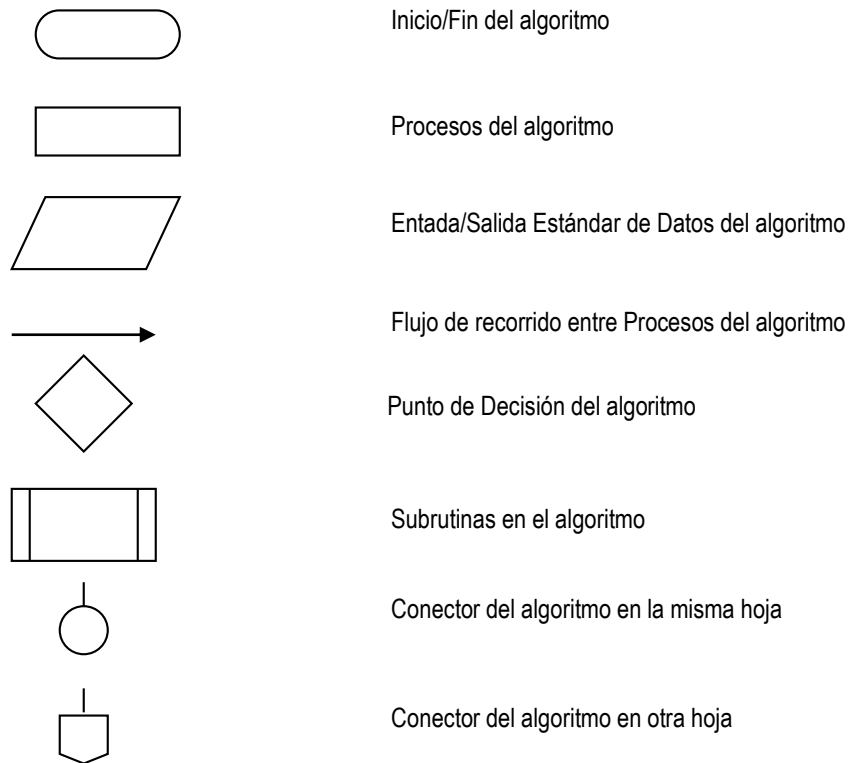 Inicio/Fin del algoritmo
Procesos del algoritmo
Entada/Salida Estándar de Datos del algoritmo
Flujo de recorrido entre Procesos del algoritmo
Punto de Decisión del algoritmo
Subrutinas en el algoritmo
Conector del algoritmo en la misma hoja
Conector del algoritmo en otra hoja